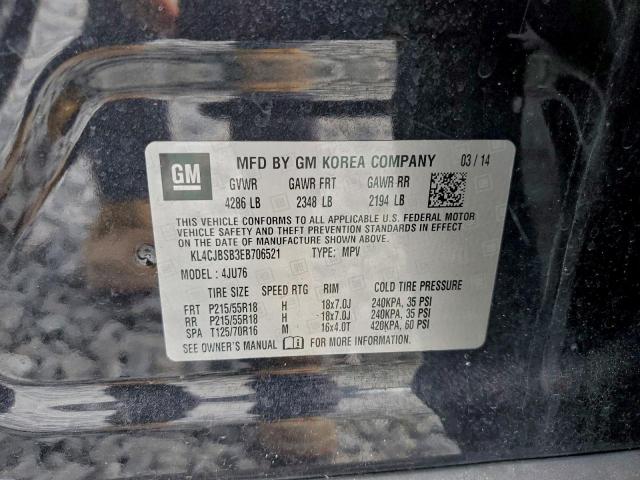 GM
MFD BY GM KOREA COMPANY 03/14
GVWR GAWR FRT GAWR RR
4286 LB 2348 LB 2194 LB
THIS VEHICLE CONFORMS TO ALL APPLICABLE U.S. FEDERAL MOTOR
VEHICLE SAFETY AND THEFT PREVENTION STANDARDS IN EFFECT
ON THE DATE OF MANUFACTURE SHOWN ABOVE.
KL4CJBSB3EB706521 TYPE: MPV
MODEL: 4JU76
TIRE SIZE SPEED RTG RIM COLD TIRE PRESSURE
FRT P215/55R18 H 18x7.0J 240KPA, 35 PSI
RR P215/55R18 H 18x7.0J 240KPA, 35 PSI
SPA T125/70R16 M 16x4.0T 420KPA, 60 PSI
SEE OWNER'S MANUAL FOR MORE INFORMATION.